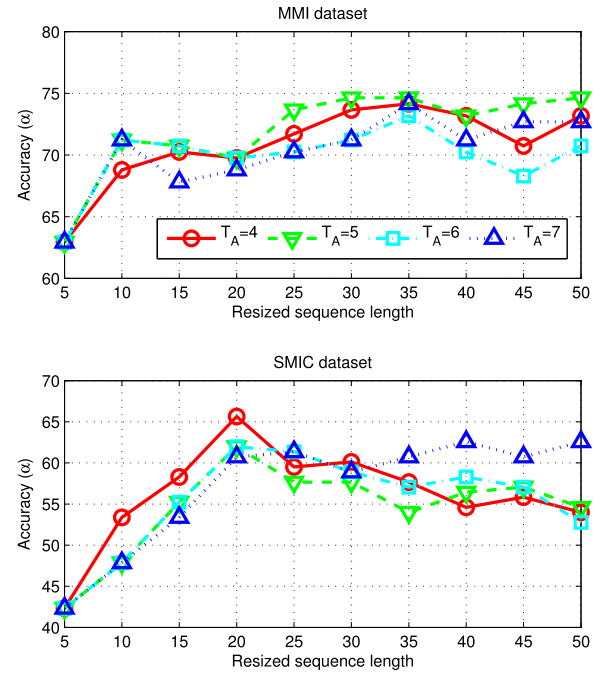 MMI dataset
80
75
70
65
60
Accuracy (α)
T_A=4 T_A=5 T_A=6 T_A=7
5 10 15 20 25 30 35 40 45 50
Resized sequence length
SMIC dataset
70
65
60
55
50
45
40
Accuracy (α)
5 10 15 20 25 30 35 40 45 50
Resized sequence length